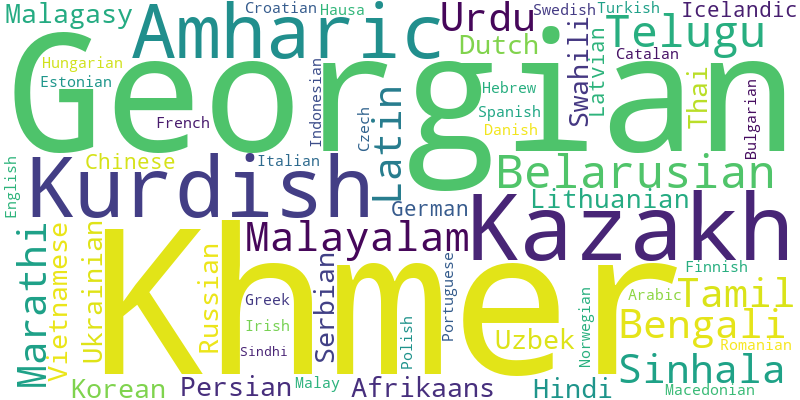 Malagasy
Amharic
Croatian
Hausa
Urdu
Swedish
Turkish
Icelandic
Telugu
Dutch
Swahili
Latvian
Catalan
Georgian
Hungarian
Estonian
French
Indonesian
Czech
Hebrew
Spanish
Danish
Thai
Bulgarian
English
Chinese
Kurdish
Italian
Latin
Belarusian
Lithuanian
German
Kazakh
Malayalam
Marathi
Vietnamese
Ukrainian
Khmer
Russian
Greek
Irish
Sindhi
Serbian
Polish
Portuguese
Uzbek
Norwegian
Finnish
Arabic
Tamil
Bengali
Romanian
Sinhala
Korean
Persian
Malay
Afrikaans
Hindi
Macedonian